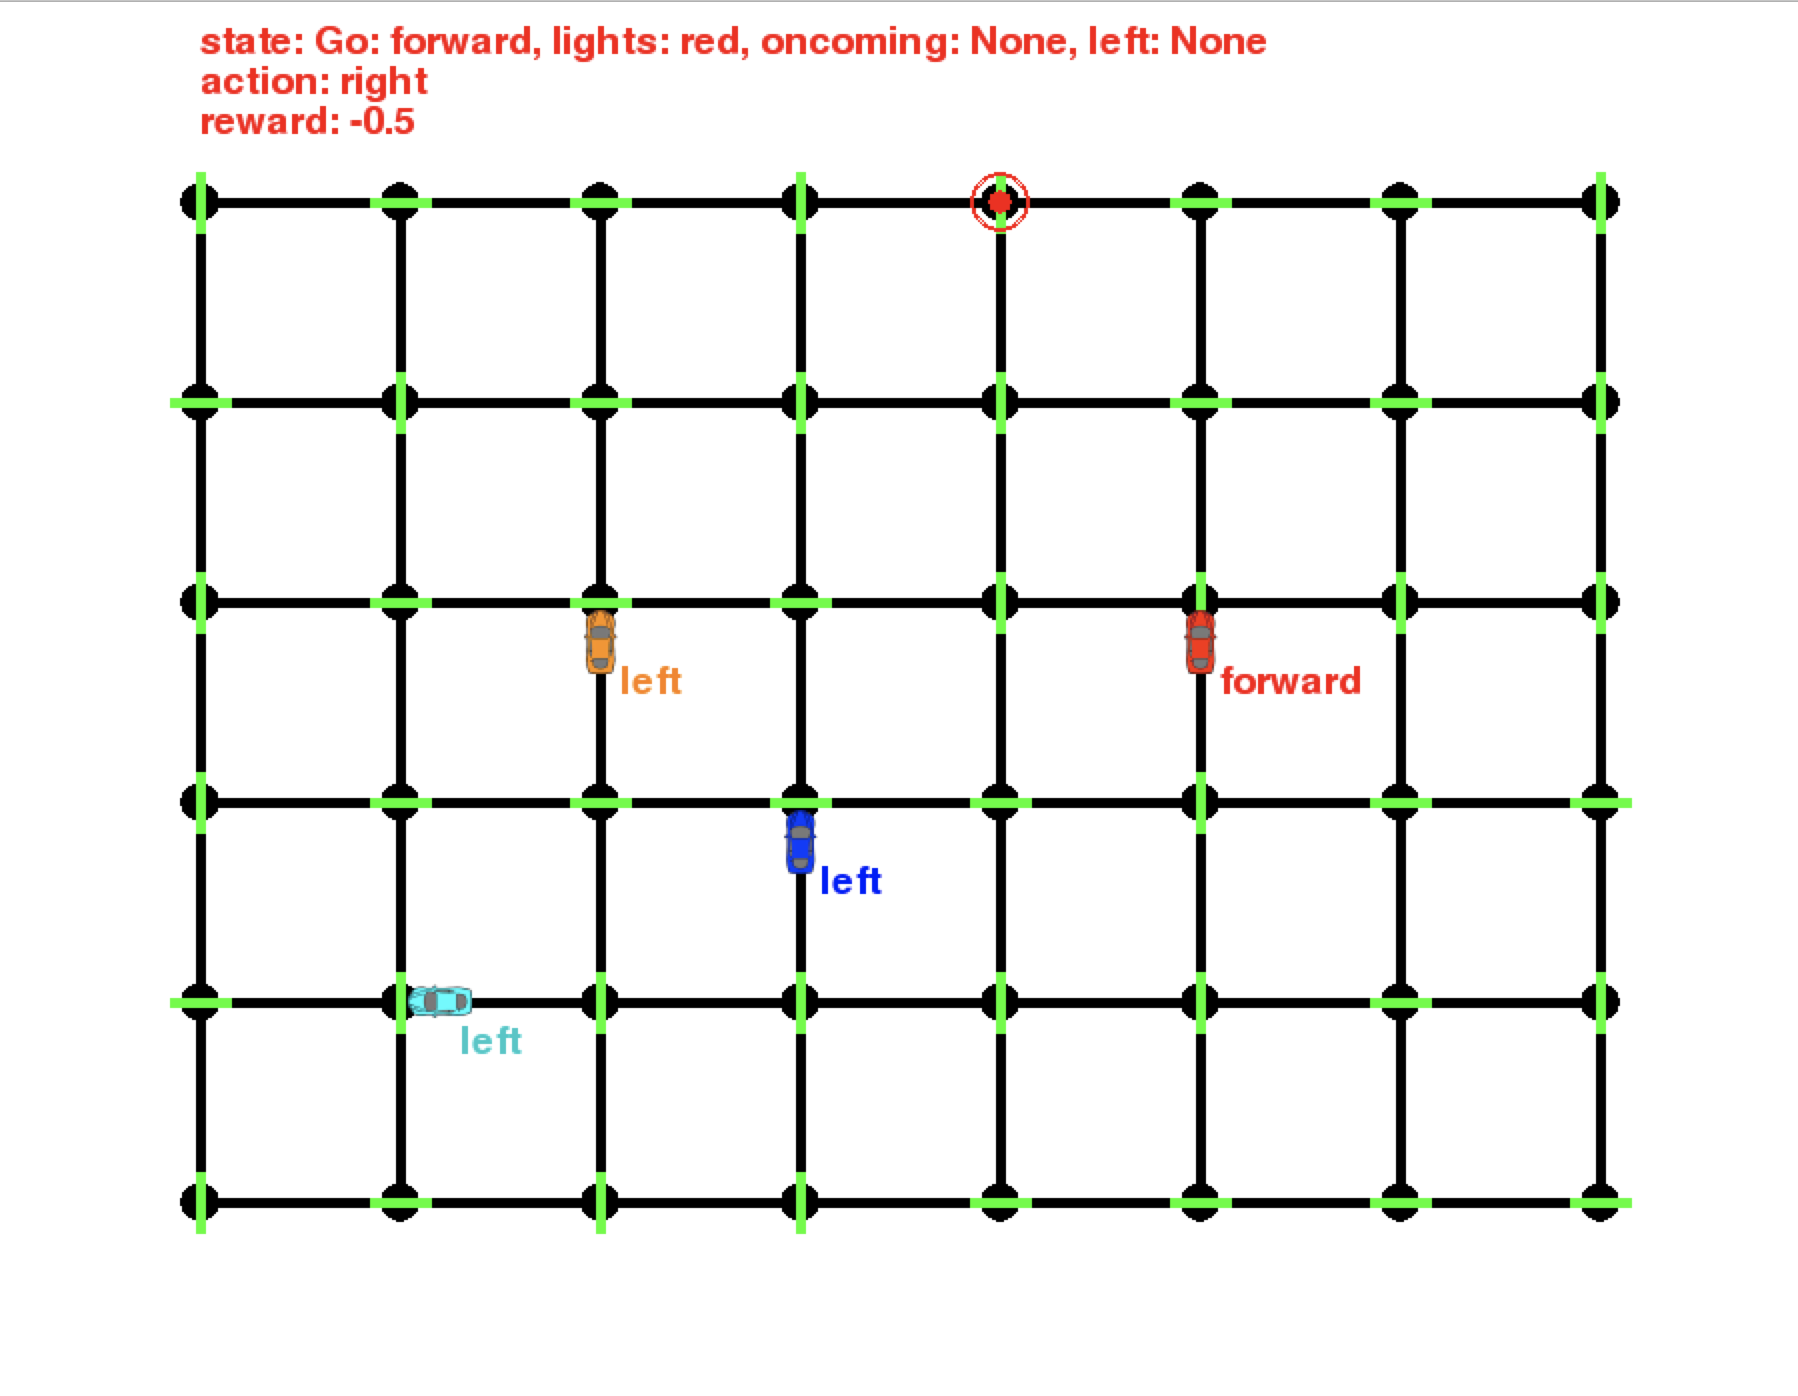 state: Go: forward, lights: red, oncoming: None, left: None
action: right
reward: -0.5
left
forward
left
left